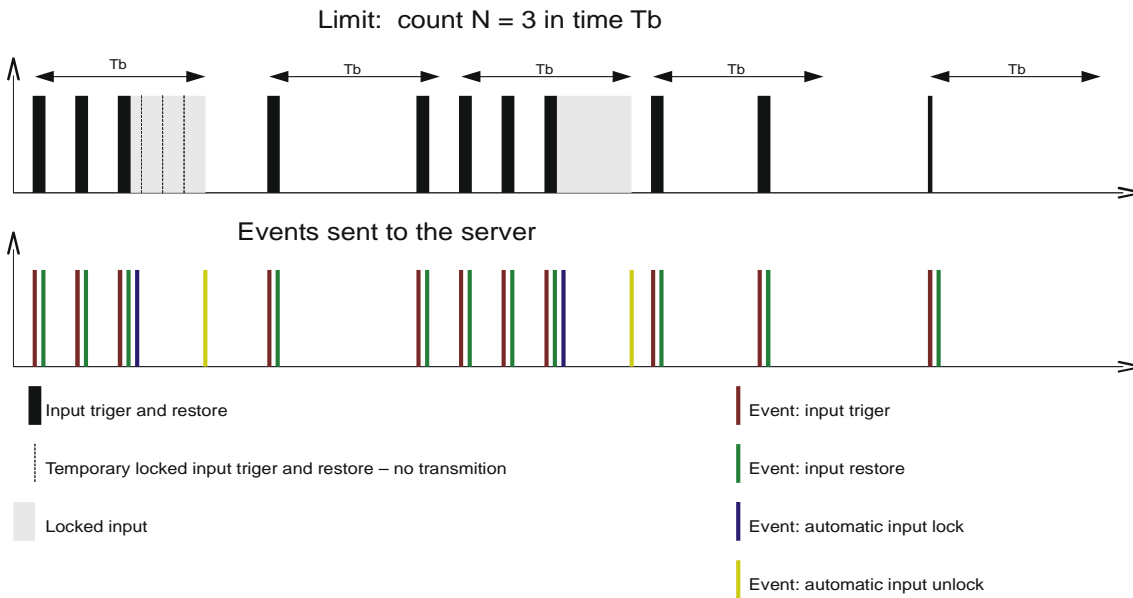 Limit: count N = 3 in time Tb
Tb
Tb
Tb
Tb
Tb
Events sent to the server
Input triger and restore
Temporary locked input triger and restore – no transmition
Locked input
Event: input triger
Event: input restore
Event: automatic input lock
Event: automatic input unlock